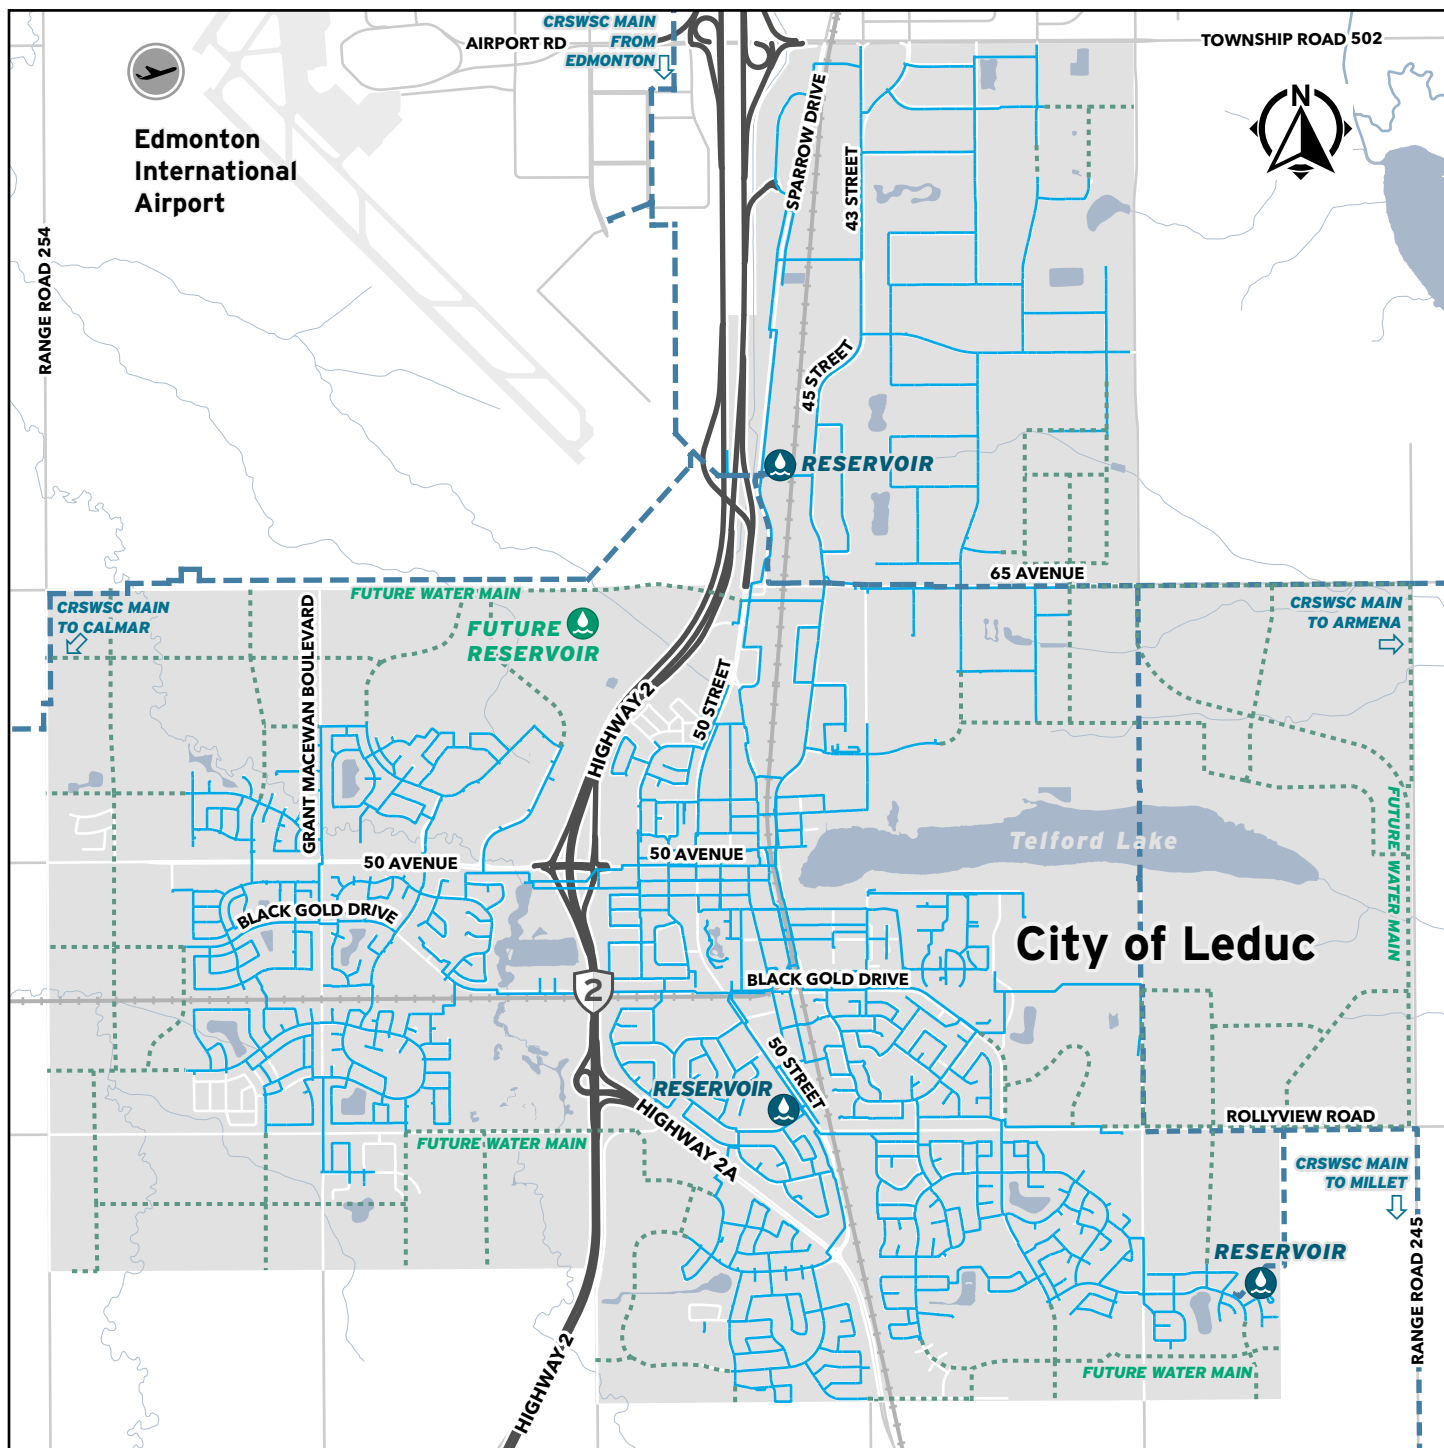 CRSWSC MAIN
FROM
EDMONTON
AIRPORT RD
TOWNSHIP ROAD 502
N
Edmonton
International
Airport
SPARROW DRIVE
43 STREET
RANGE ROAD 254
45 STREET
RESERVOIR
65 AVENUE
FUTURE WATER MAIN
CRSWSC MAIN
TO CALMAR
CRSWSC MAIN
TO ARMENA
FUTURE
RESERVOIR
GRANT MACEWAN BOULEVARD
HIGHWAY 2
50 STREET
FUTURE WATER MAIN
Telford Lake
50 AVENUE
50 AVENUE
BLACK GOLD DRIVE
City of Leduc
BLACK GOLD DRIVE
2
50 STREET
RESERVOIR
HIGHWAY 2A
ROLLYVIEW ROAD
FUTURE WATER MAIN
CRSWSC MAIN
TO MILLET
RESERVOIR
RANGE ROAD 245
HIGHWAY 2
FUTURE WATER MAIN